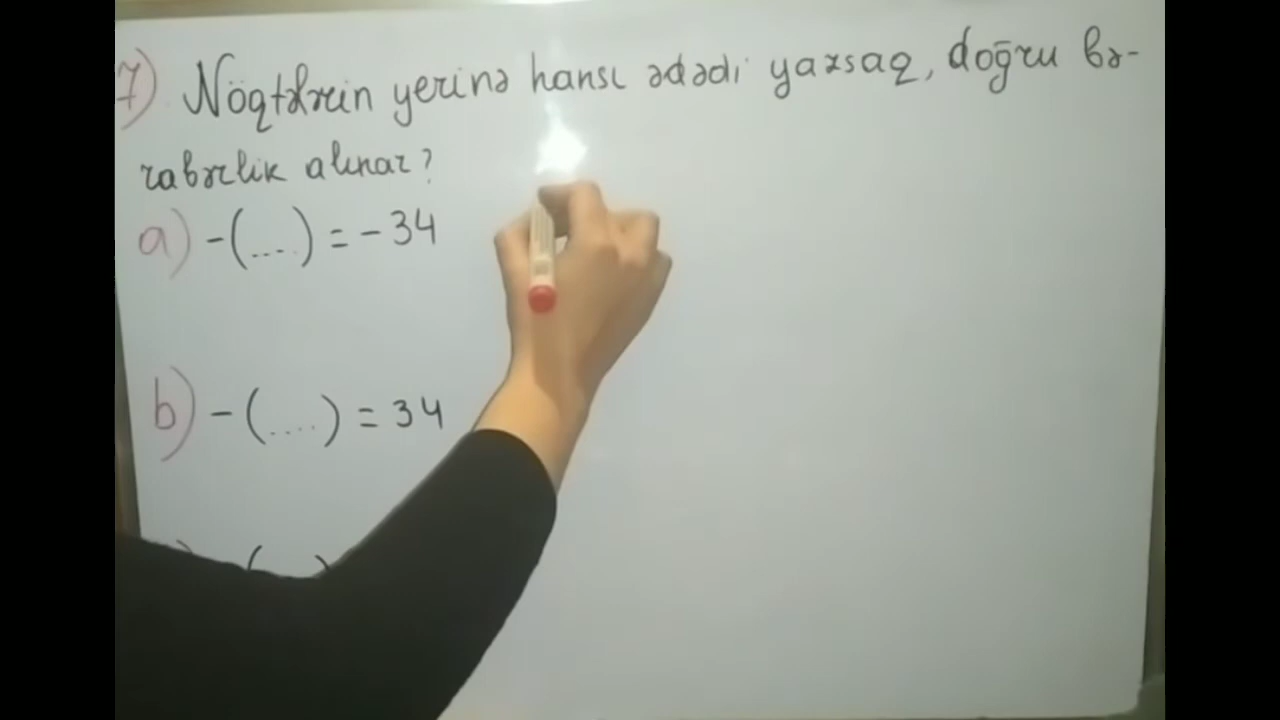 7) Nöqtələrin yerinə hansı ədədi yazsaq, doğru bə-
rabərlik alınar?
a) -(....) = -34
b) -(....) = 34